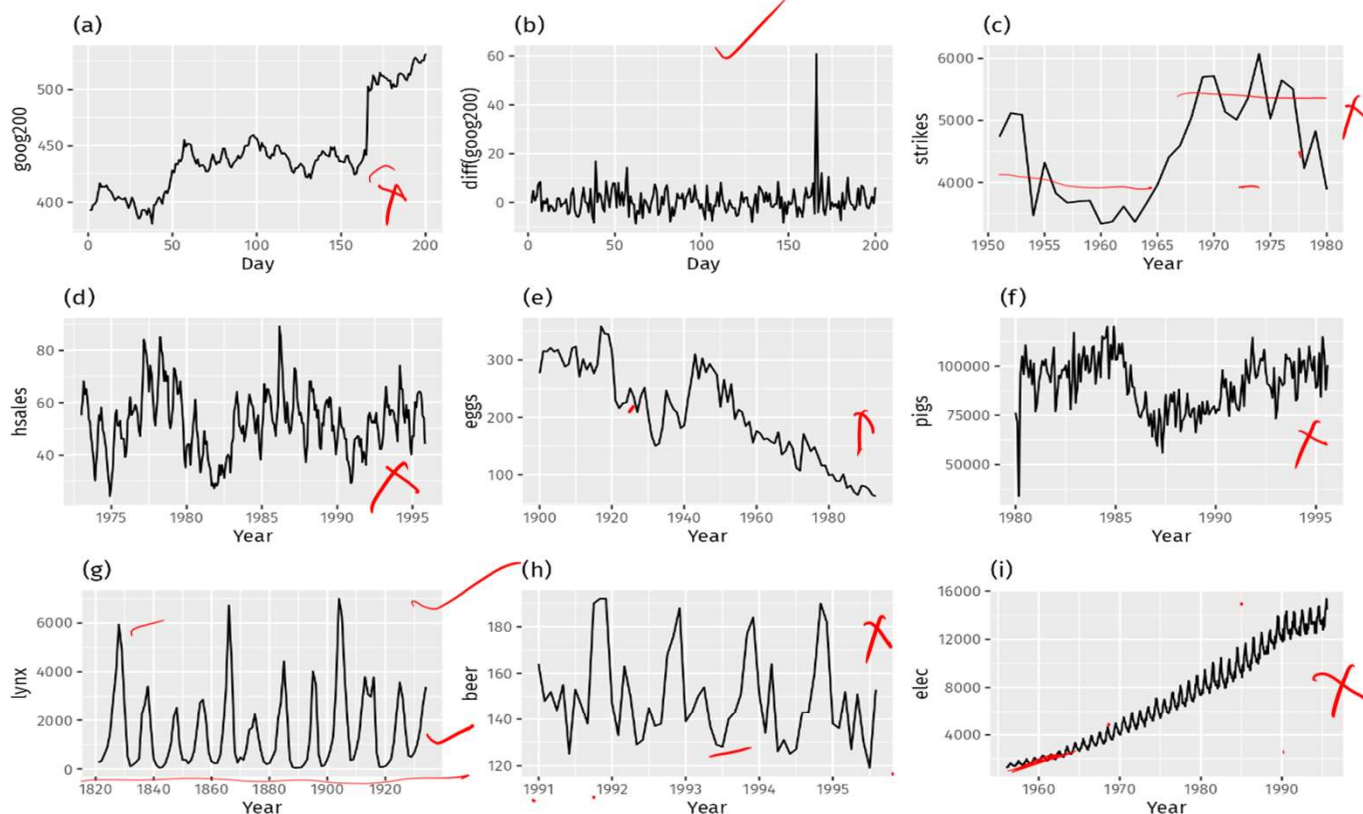 (a)
goog200
500
450
400
0 50 100 150 200
Day
(b)
diff(goog200)
60
40
20
0
0 50 100 150 200
Day
(c)
strikes
6000
5000
4000
1950 1955 1960 1965 1970 1975 1980
Year
(d)
hsales
80
60
40
1975 1980 1985 1990 1995
Year
(e)
eggs
300
200
100
1900 1920 1940 1960 1980
Year
(f)
pigs
100000
75000
50000
1980 1985 1990 1995
Year
(g)
lynx
6000
4000
2000
0
1820 1840 1860 1880 1900 1920
Year
(h)
beer
180
160
140
120
1991 1992 1993 1994 1995
Year
(i)
elec
16000
12000
8000
4000
1960 1970 1980 1990
Year